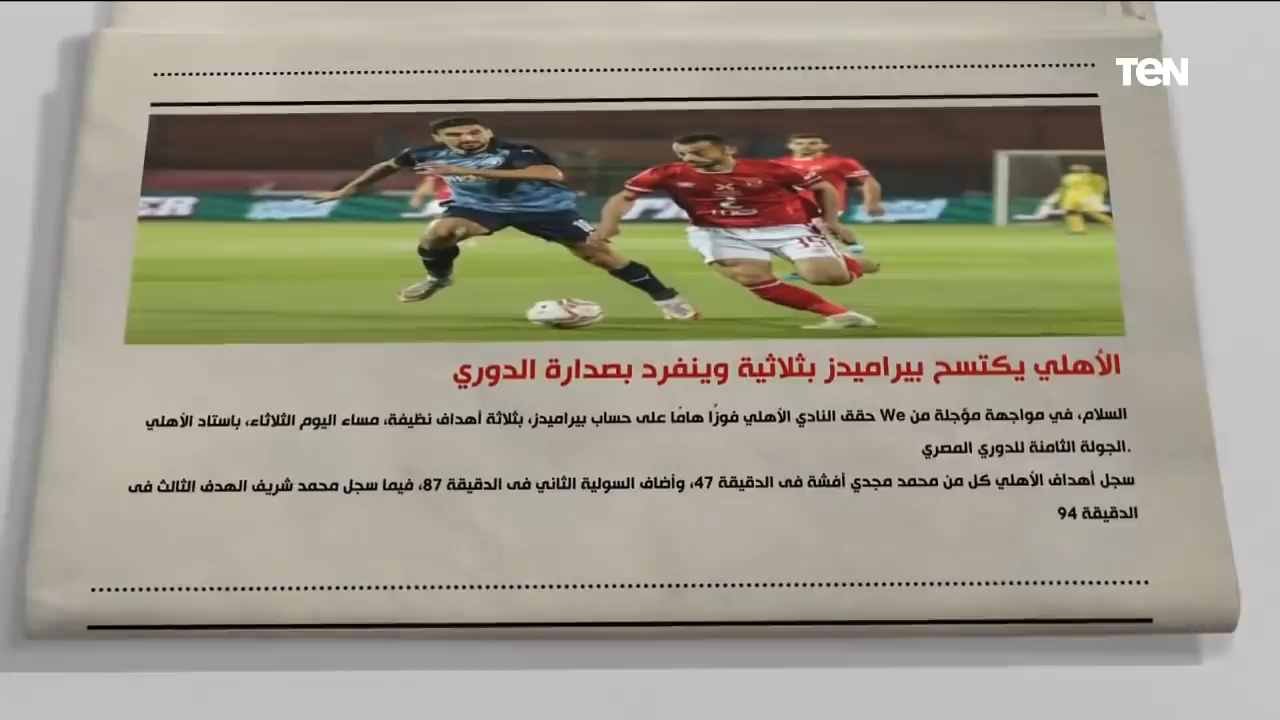 TEN
الأهلي يكتسح بيراميدز بثلاثية وينفرد بصدارة الدوري
السلام، في مواجهة مؤجلة من We حقق النادي الأهلي فوزًا هامًا على حساب بيراميدز، بثلاثة أهداف نظيفة، مساء اليوم الثلاثاء، باستاد الأهلي
.الجولة الثامنة للدوري المصري
سجل أهداف الأهلي كل من محمد مجدي أفشة فى الدقيقة 47، وأضاف السولية الثاني فى الدقيقة 87، فيما سجل محمد شريف الهدف الثالث فى
الدقيقة 94